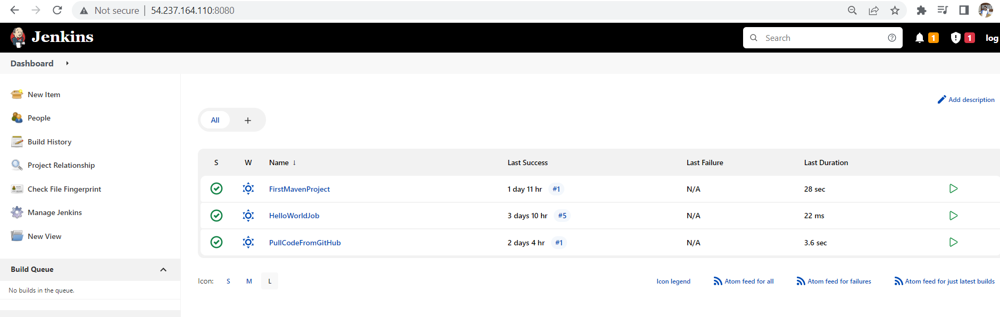 Not secure | 54.237.164.110:8080
Jenkins
Search
1
1
log
Dashboard
New Item
People
Build History
Project Relationship
Check File Fingerprint
Manage Jenkins
New View
Build Queue
No builds in the queue.
Add description
All +
S W Name ↓ Last Success Last Failure Last Duration
FirstMavenProject 1 day 11 hr #1 N/A 28 sec
HelloWorldJob 3 days 10 hr #5 N/A 22 ms
PullCodeFromGitHub 2 days 4 hr #1 N/A 3.6 sec
Icon: S M L
Icon legend Atom feed for all Atom feed for failures Atom feed for just latest builds